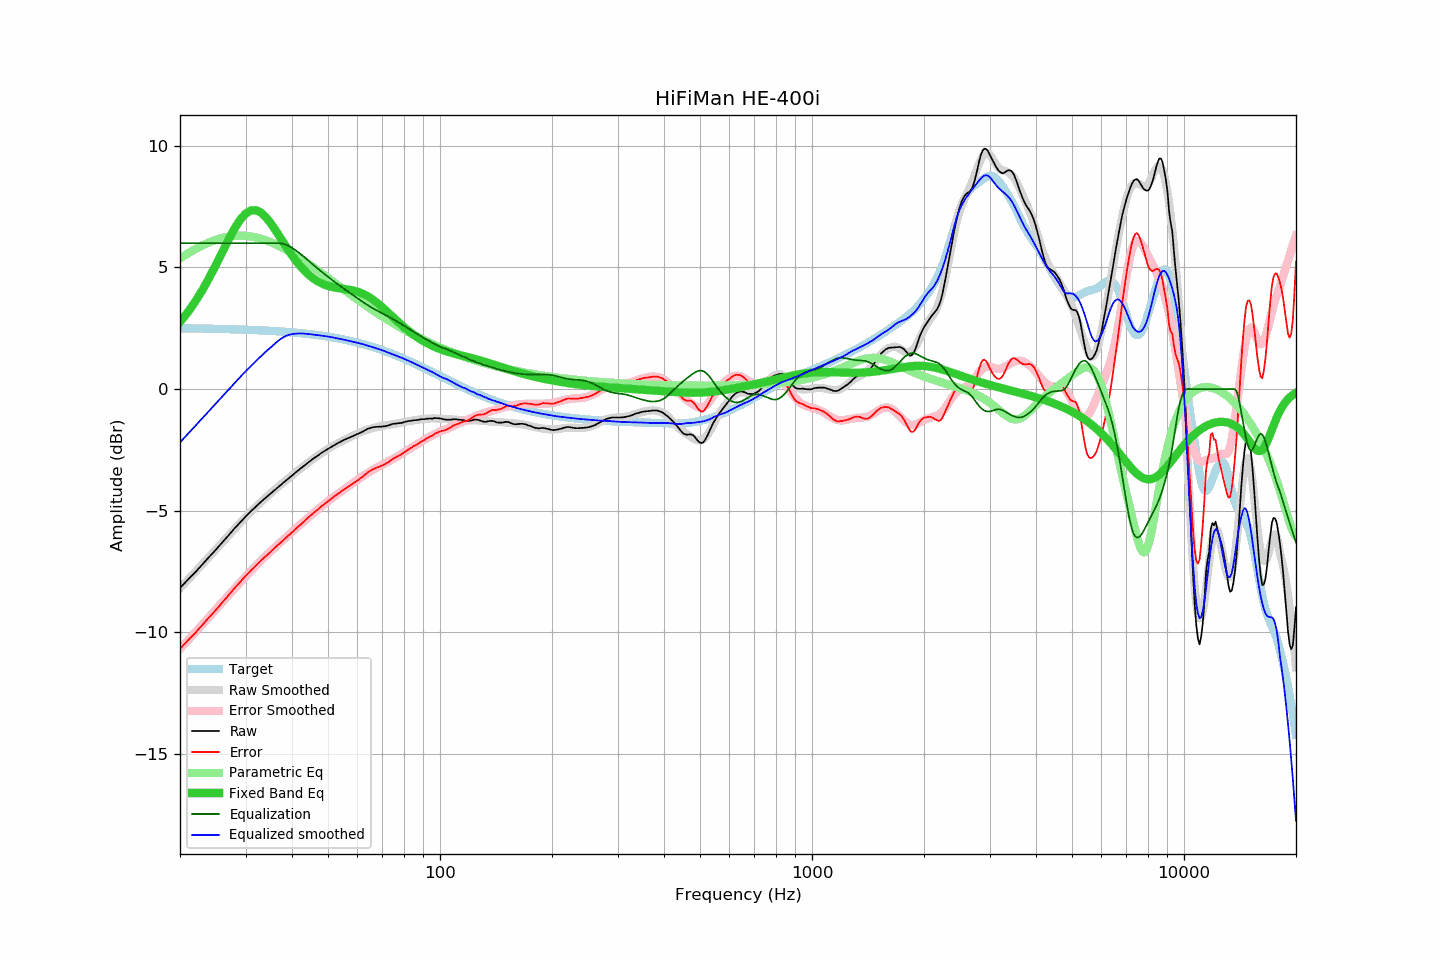 HiFiMan HE-400i
10
5
0
−5
−10
−15
Amplitude (dBr)
Target
Raw Smoothed
Error Smoothed
Raw
Error
Parametric Eq
Fixed Band Eq
Equalization
Equalized smoothed
100
1000
10000
Frequency (Hz)